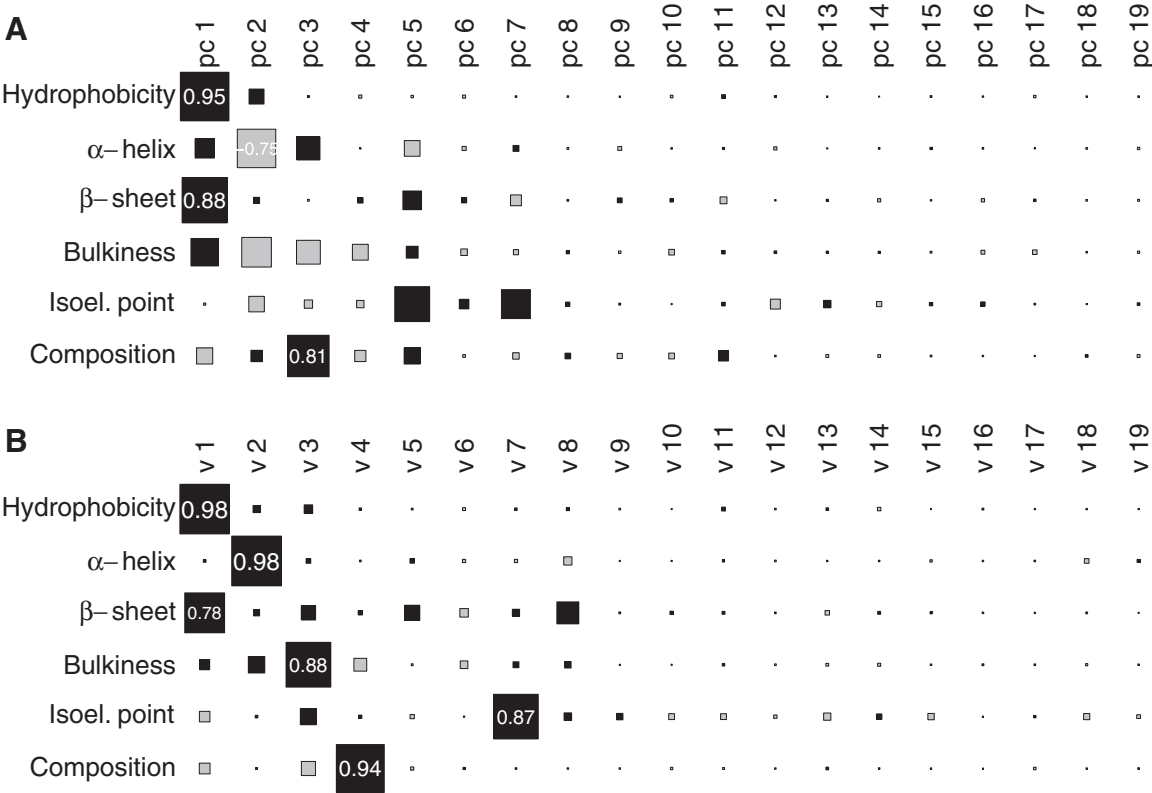 A
pc 1 pc 2 pc 3 pc 4 pc 5 pc 6 pc 7 pc 8 pc 9 pc 10 pc 11 pc 12 pc 13 pc 14 pc 15 pc 16 pc 17 pc 18 pc 19
Hydrophobicity 0.95
α– helix −0.75
β– sheet 0.88
Bulkiness
Isoel. point
Composition 0.81
B
v 1 v 2 v 3 v 4 v 5 v 6 v 7 v 8 v 9 v 10 v 11 v 12 v 13 v 14 v 15 v 16 v 17 v 18 v 19
Hydrophobicity 0.98
α– helix 0.98
β– sheet 0.78
Bulkiness 0.88
Isoel. point 0.87
Composition 0.94